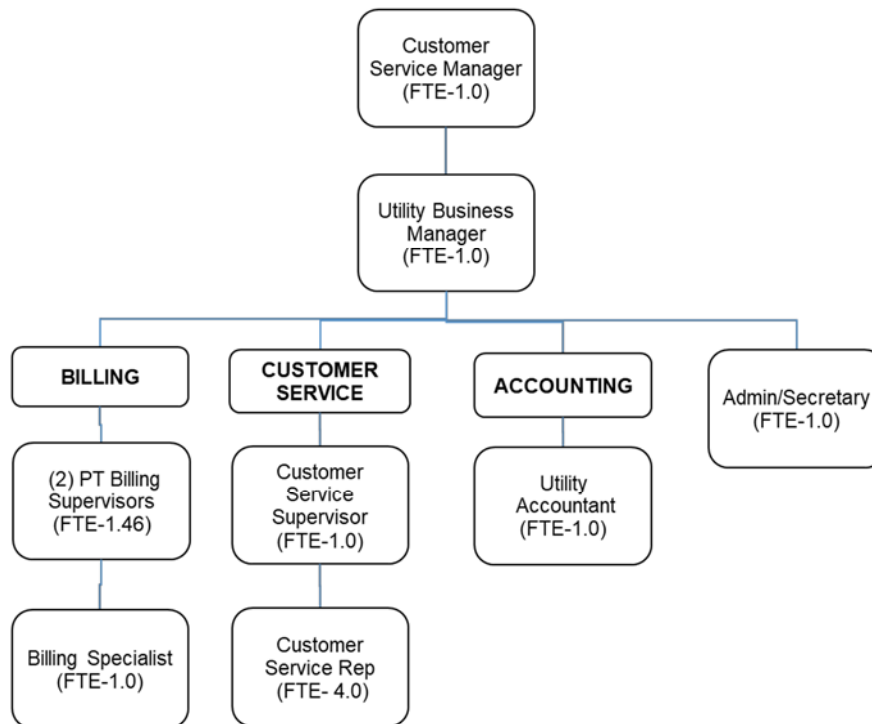 Customer
Service Manager
(FTE-1.0)
Utility Business
Manager
(FTE-1.0)
BILLING
CUSTOMER
SERVICE
ACCOUNTING
Admin/Secretary
(FTE-1.0)
(2) PT Billing
Supervisors
(FTE-1.46)
Customer
Service
Supervisor
(FTE-1.0)
Utility
Accountant
(FTE-1.0)
Billing Specialist
(FTE-1.0)
Customer
Service Rep
(FTE- 4.0)